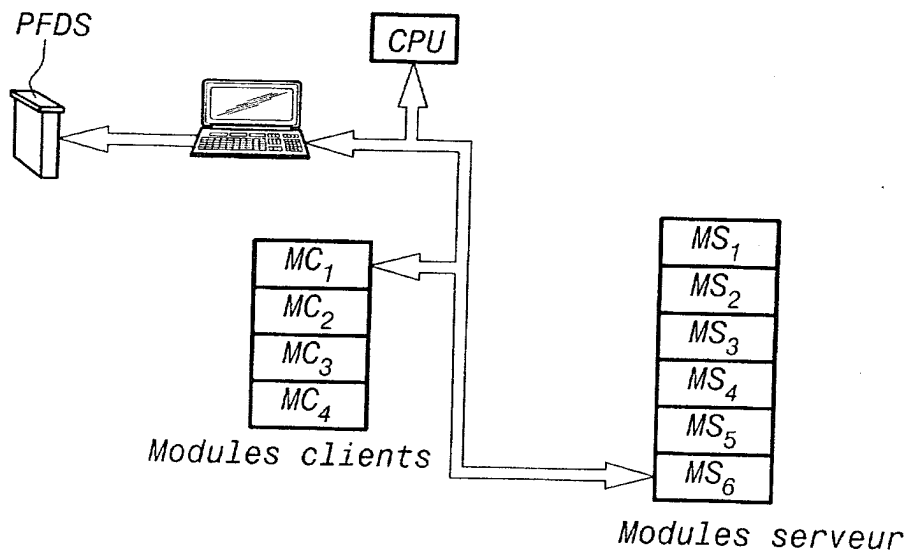 PFDS
CPU
MC₁
MC₂
MC₃
MC₄
Modules clients
MS₁
MS₂
MS₃
MS₄
MS₅
MS₆
Modules serveur